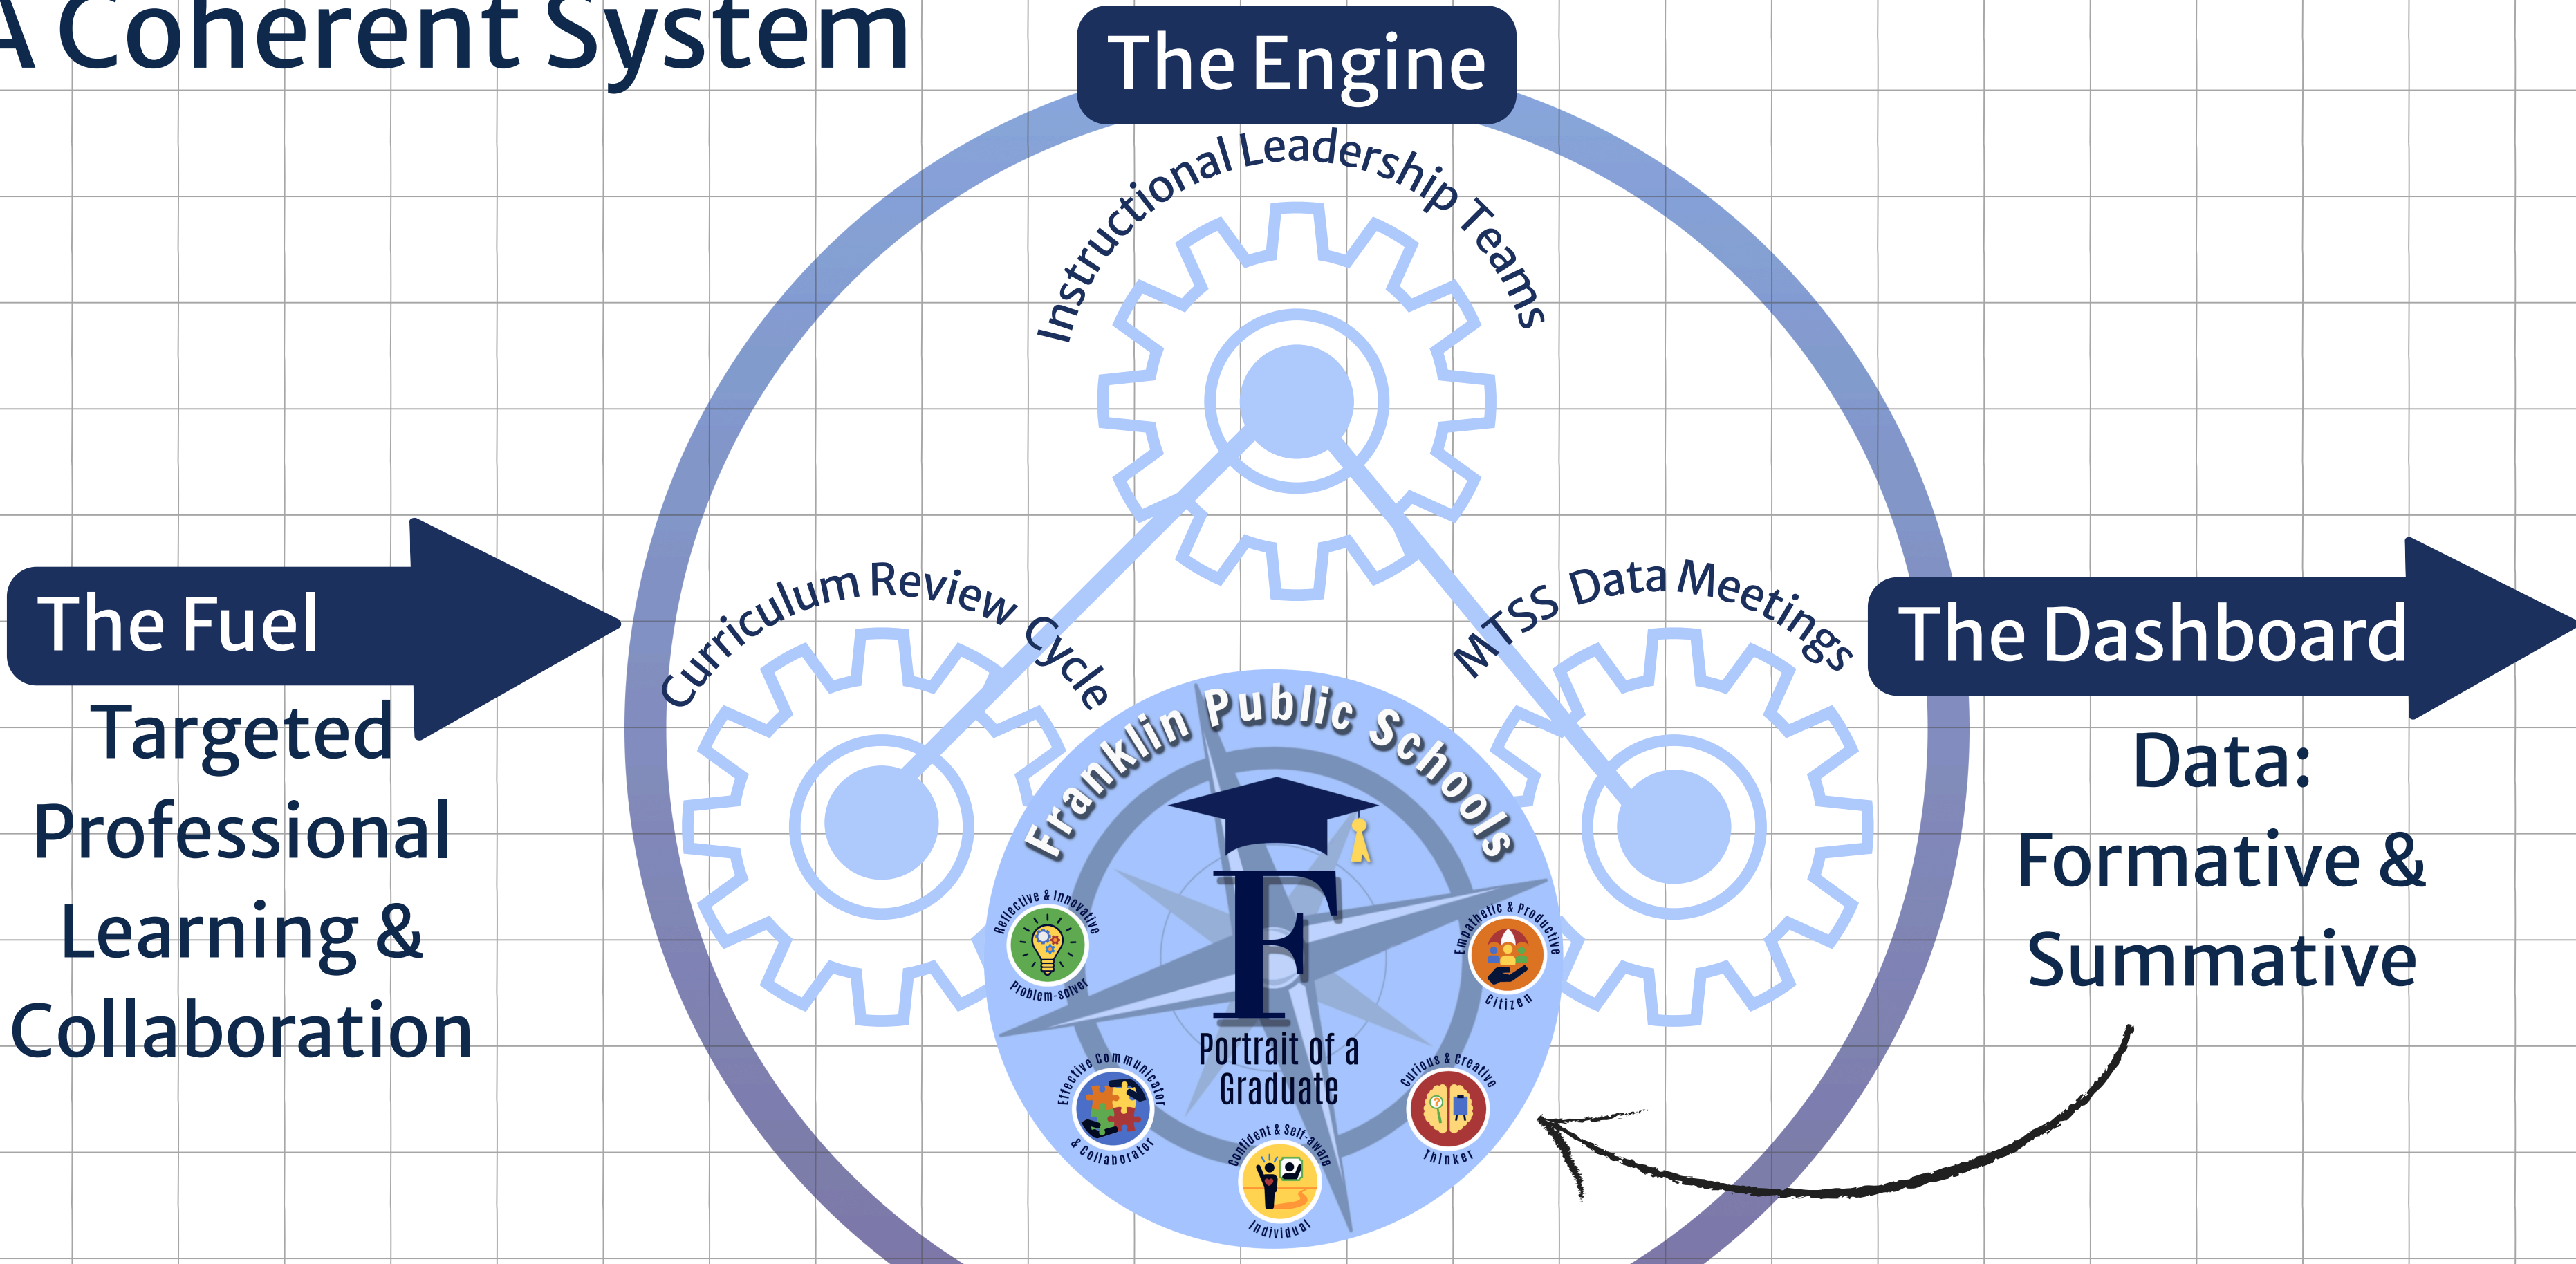 A Coherent System
The Engine
Instructional Leadership Teams
Curriculum Review Cycle
MTSS Data Meetings
The Fuel
Targeted
Professional
Learning &
Collaboration
The Dashboard
Data:
Formative &
Summative
Franklin Public Schools
F
Portrait of a
Graduate
Reflective & Innovative
Problem-solver
Empathetic & Productive
Citizen
Effective Communicator
& Collaborator
Curious & Creative
Thinker
Confident & Self-aware
Individual